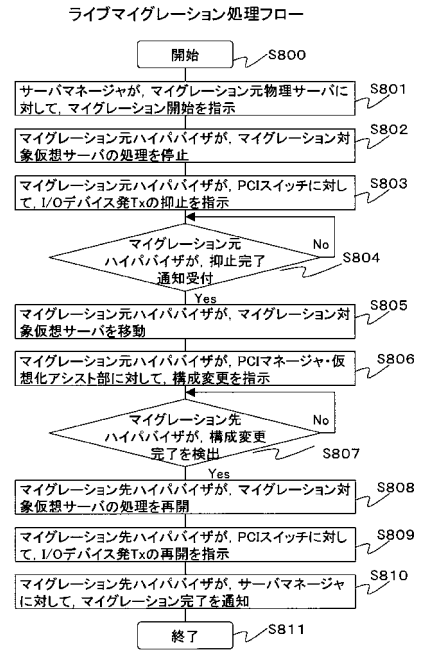 ライブマイグレーション処理フロー
開始
S800
サーバマネージャが，マイグレーション元物理サーバに
対して，マイグレーション開始を指示
S801
マイグレーション元ハイパバイザが，マイグレーション対
象仮想サーバの処理を停止
S802
マイグレーション元ハイパバイザが，PCIスイッチに対し
て，I/Oデバイス発Txの抑止を指示
S803
マイグレーション元
ハイパバイザが，抑止完了
通知受付
No
S804
Yes
マイグレーション元ハイパバイザが，マイグレーション対
象仮想サーバを移動
S805
マイグレーション元ハイパバイザが，PCIマネージャ・仮
想化アシスト部に対して，構成変更を指示
S806
マイグレーション先
ハイパバイザが，構成変更
完了を検出
No
S807
Yes
マイグレーション先ハイパバイザが，マイグレーション対
象仮想サーバの処理を再開
S808
マイグレーション先ハイパバイザが，PCIスイッチに対し
て，I/Oデバイス発Txの再開を指示
S809
マイグレーション先ハイパバイザが，サーバマネージャ
に対して，マイグレーション完了を通知
S810
終了
S811